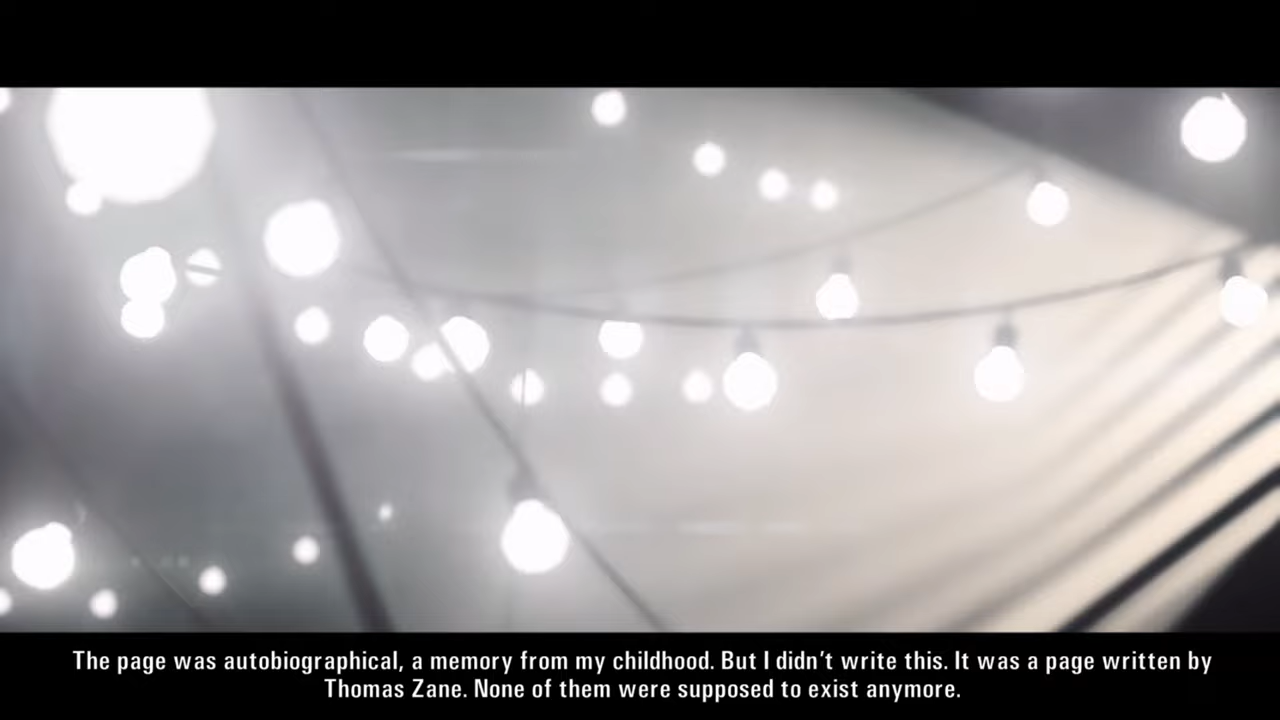 The page was autobiographical, a memory from my childhood. But I didn't write this. It was a page written by
Thomas Zane. None of them were supposed to exist anymore.